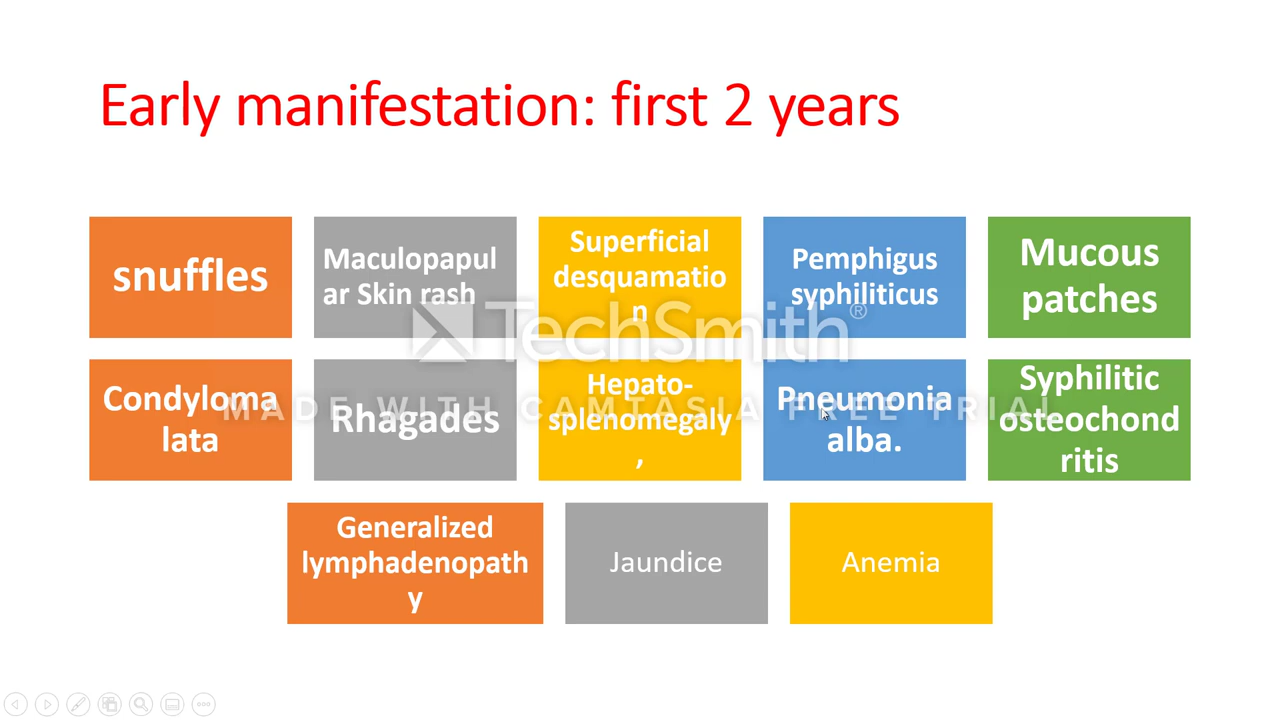 Early manifestation: first 2 years
snuffles
Maculopapul
ar Skin rash
Superficial
desquamatio
n
Pemphigus
syphiliticus
Mucous
patches
TechSmith®
MADE WITH CAMTASIA FREE TRIAL
Condyloma
lata
Rhagades
Hepato-
splenomegaly
,
Pneumonia
alba.
Syphilitic
osteochond
ritis
Generalized
lymphadenopath
y
Jaundice
Anemia